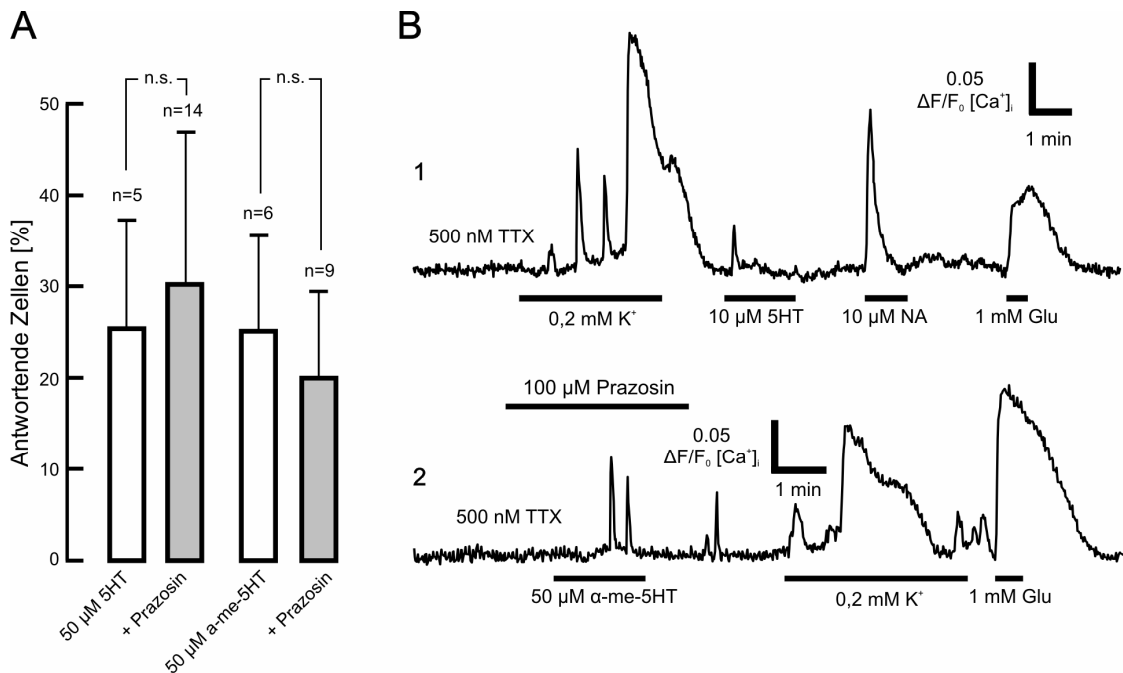 A
Antwortende Zellen [%]
50
40
30
20
10
0
n.s.
n=5
n=14
n.s.
n=6
n=9
50 µM 5HT
+ Prazosin
50 µM a-me-5HT
+ Prazosin
B
1
0.05
ΔF/F₀ [Ca⁺]ᵢ
1 min
500 nM TTX
0,2 mM K⁺
10 µM 5HT
10 µM NA
1 mM Glu
100 µM Prazosin
2
0.05
ΔF/F₀ [Ca⁺]ᵢ
1 min
500 nM TTX
50 µM α-me-5HT
0,2 mM K⁺
1 mM Glu